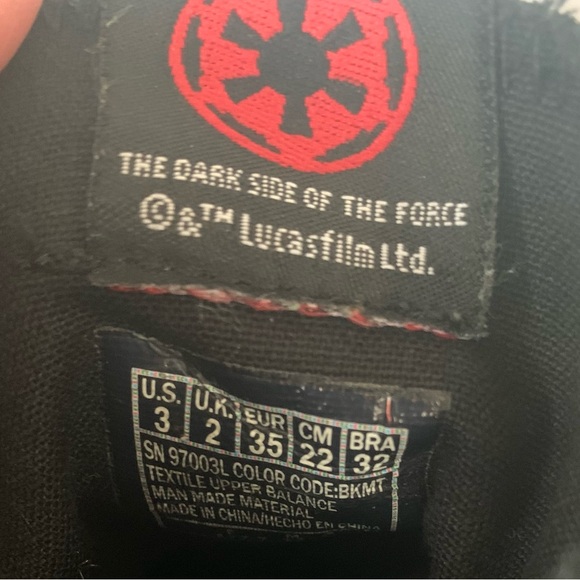 THE DARK SIDE OF THE FORCE
©&™ Lucasfilm Ltd.
U.S. U.K. EUR CM BRA
3 2 35 22 32
SN 97003L COLOR CODE:BKMT
TEXTILE UPPER BALANCE
MAN MADE MATERIAL
MADE IN CHINA/HECHO EN CHINA